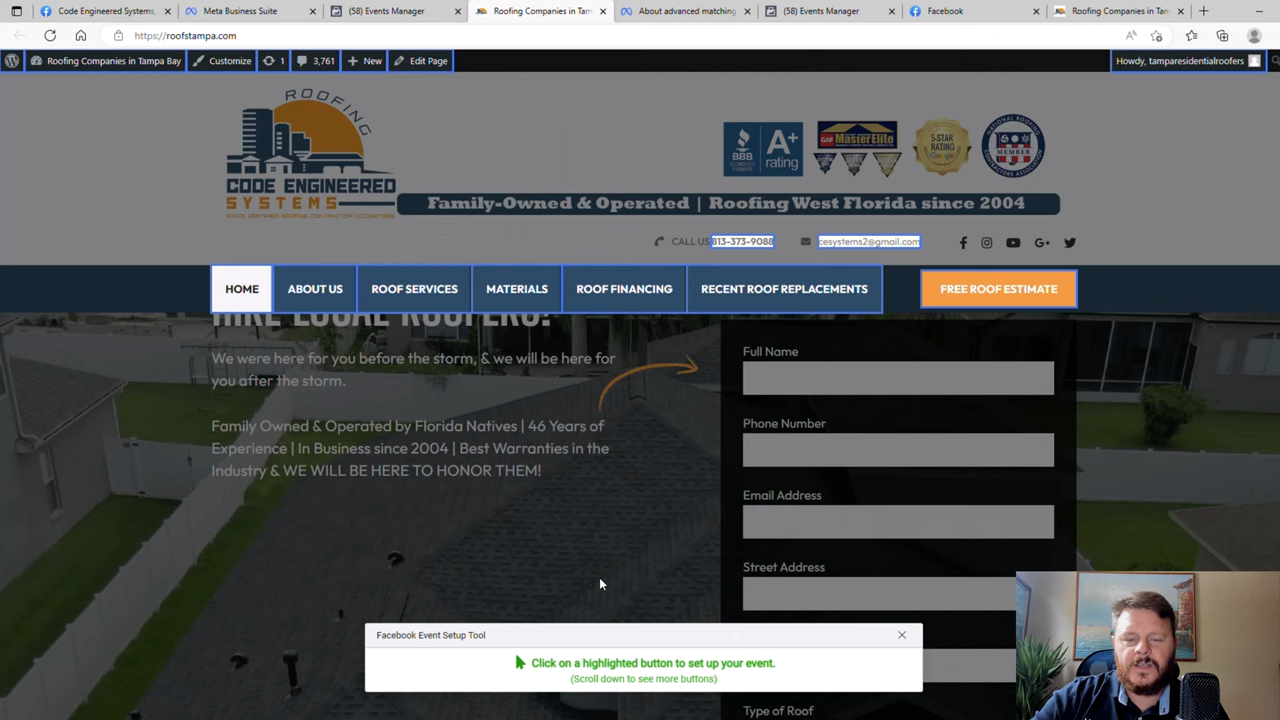 Code Engineered Systems,
Meta Business Suite
(58) Events Manager
Roofing Companies in Tam
About advanced matching
(58) Events Manager
Facebook
Roofing Companies in Tam
https://roofstampa.com
Roofing Companies in Tampa Bay
Customize
1
3,761
New
Edit Page
Howdy, tamparesidentialroofers
ROOFING
CODE ENGINEERED
SYSTEMS
BBB
A+
rating
GAF
MasterElite
5-STAR
RATING
Google
MEMBER
Family-Owned & Operated | Roofing West Florida since 2004
CALL US 813-373-9088
cesystems2@gmail.com
HOME
ABOUT US
ROOF SERVICES
MATERIALS
ROOF FINANCING
RECENT ROOF REPLACEMENTS
FREE ROOF ESTIMATE
HIRE LOCAL ROOFERS!
We were here for you before the storm, & we will be here for
you after the storm.
Family Owned & Operated by Florida Natives | 46 Years of
Experience | In Business since 2004 | Best Warranties in the
Industry & WE WILL BE HERE TO HONOR THEM!
Full Name
Phone Number
Email Address
Street Address
Type of Roof
Facebook Event Setup Tool
Click on a highlighted button to set up your event.
(Scroll down to see more buttons)